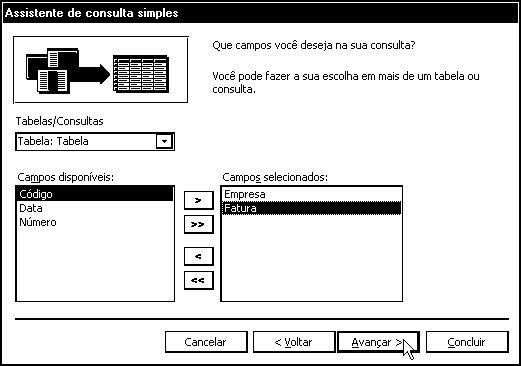 Assistente de consulta simples
Que campos você deseja na sua consulta?
Você pode fazer a sua escolha em mais de um tabela ou
consulta.
Tabelas/Consultas
Tabela: Tabela
Campos disponíveis:
Código
Data
Número
>
>>
<
<<
Campos selecionados:
Empresa
Fatura
Cancelar
< Voltar
Avançar >
Concluir